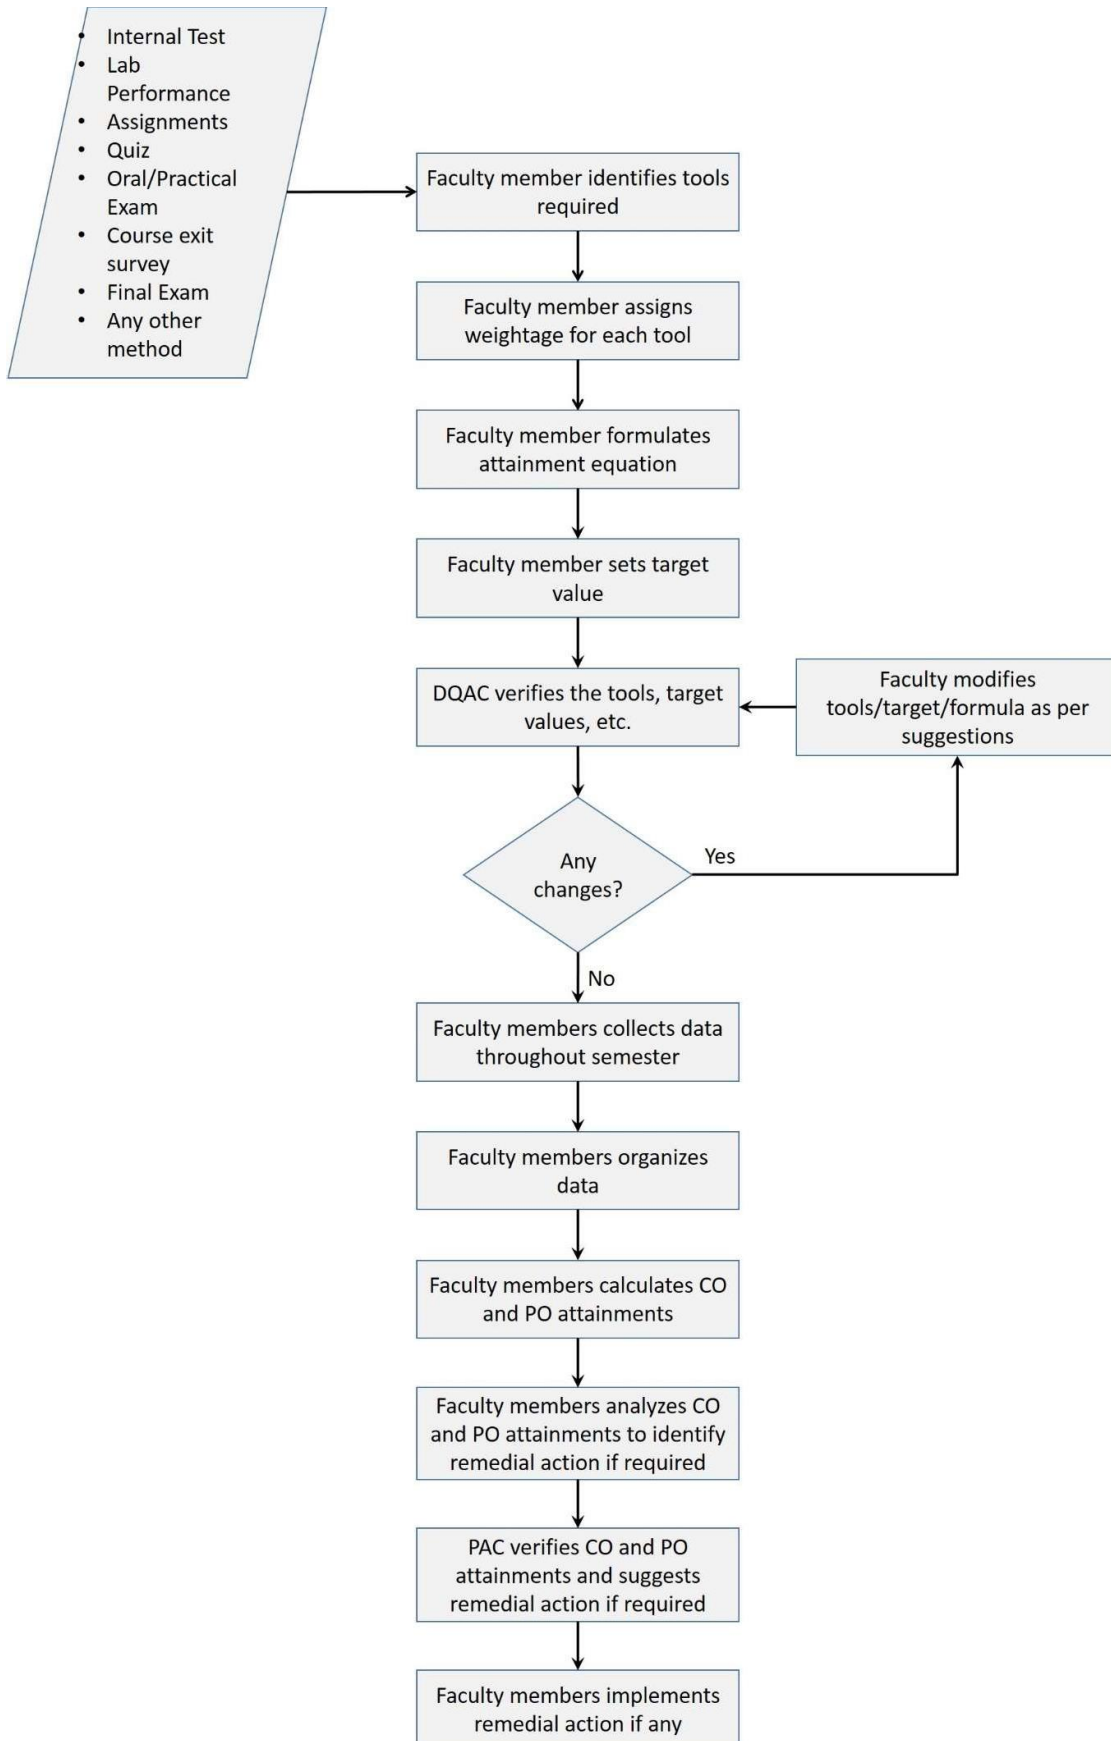 • Internal Test
• Lab
Performance
• Assignments
• Quiz
• Oral/Practical
Exam
• Course exit
survey
• Final Exam
• Any other
method
Faculty member identifies tools
required
Faculty member assigns
weightage for each tool
Faculty member formulates
attainment equation
Faculty member sets target
value
DQAC verifies the tools, target
values, etc.
Faculty modifies
tools/target/formula as per
suggestions
Any
changes?
Yes
No
Faculty members collects data
throughout semester
Faculty members organizes
data
Faculty members calculates CO
and PO attainments
Faculty members analyzes CO
and PO attainments to identify
remedial action if required
PAC verifies CO and PO
attainments and suggests
remedial action if required
Faculty members implements
remedial action if any